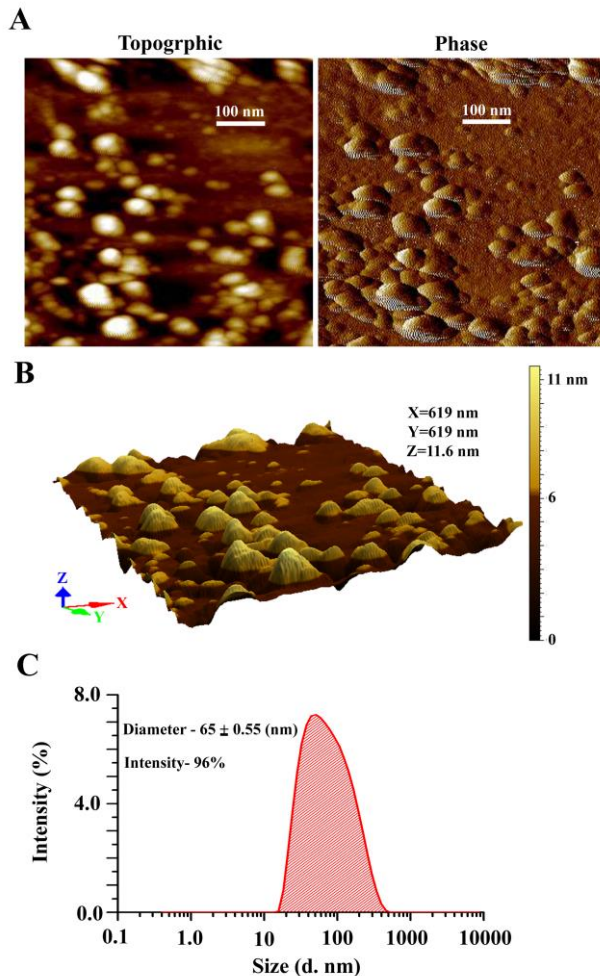 A
Topogrphic
Phase
100 nm
100 nm
B
X=619 nm
Y=619 nm
Z=11.6 nm
11 nm
6
0
Z
X
Y
C
8.0
4.0
0.0
Intensity (%)
Diameter - 65 ± 0.55 (nm)
Intensity- 96%
0.1 1.0 10 100 1000 10000
Size (d. nm)